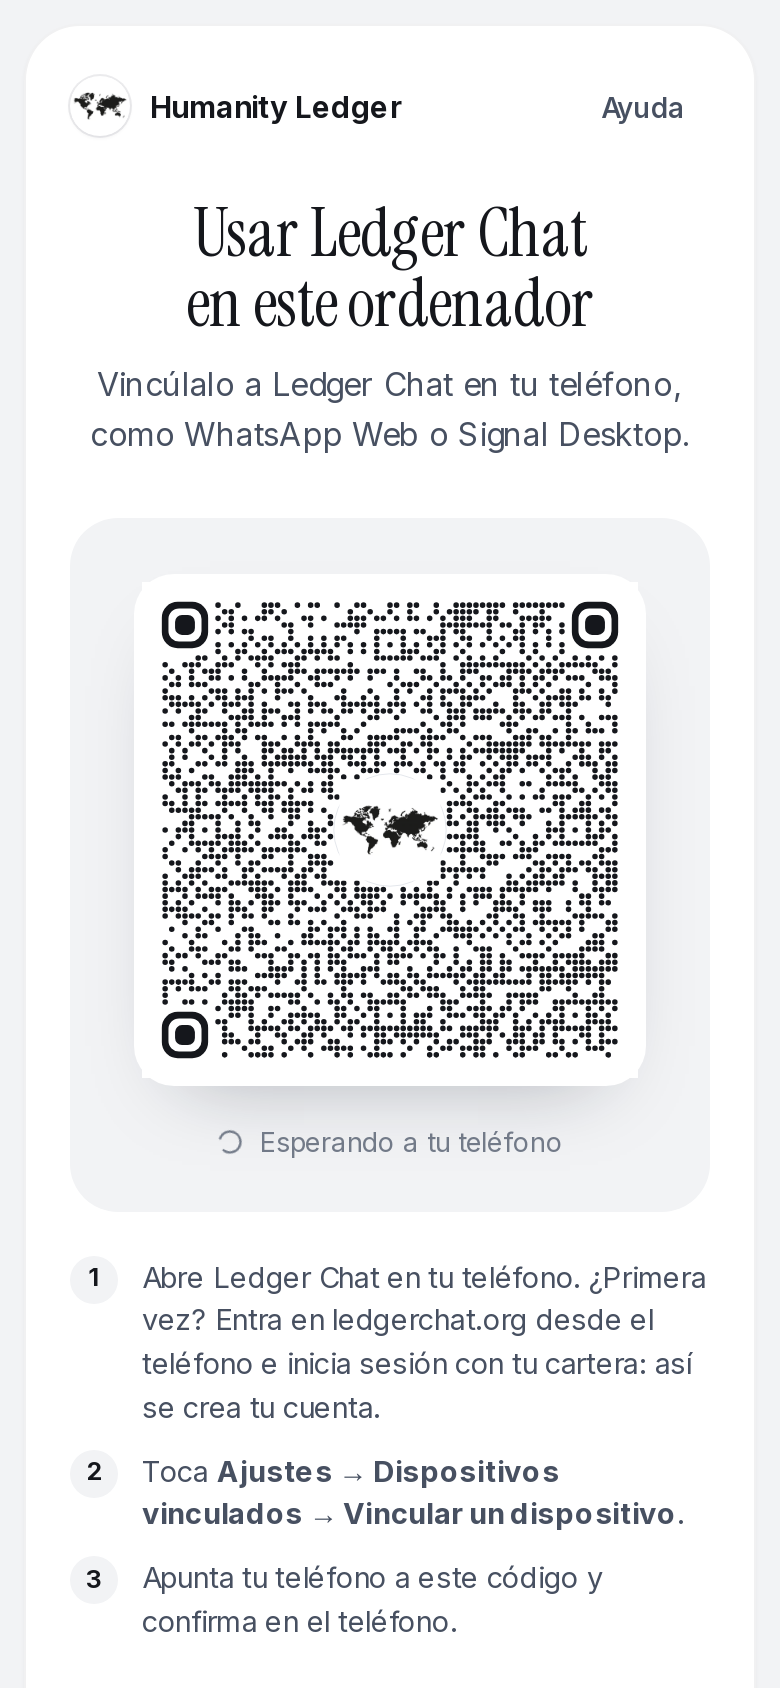 Humanity Ledger
Ayuda
Usar Ledger Chat
en este ordenador
Vincúlalo a Ledger Chat en tu teléfono,
como WhatsApp Web o Signal Desktop.
Esperando a tu teléfono
1
Abre Ledger Chat en tu teléfono. ¿Primera
vez? Entra en ledgerchat.org desde el
teléfono e inicia sesión con tu cartera: así
se crea tu cuenta.
2
Toca Ajustes → Dispositivos
vinculados → Vincular un dispositivo.
3
Apunta tu teléfono a este código y
confirma en el teléfono.